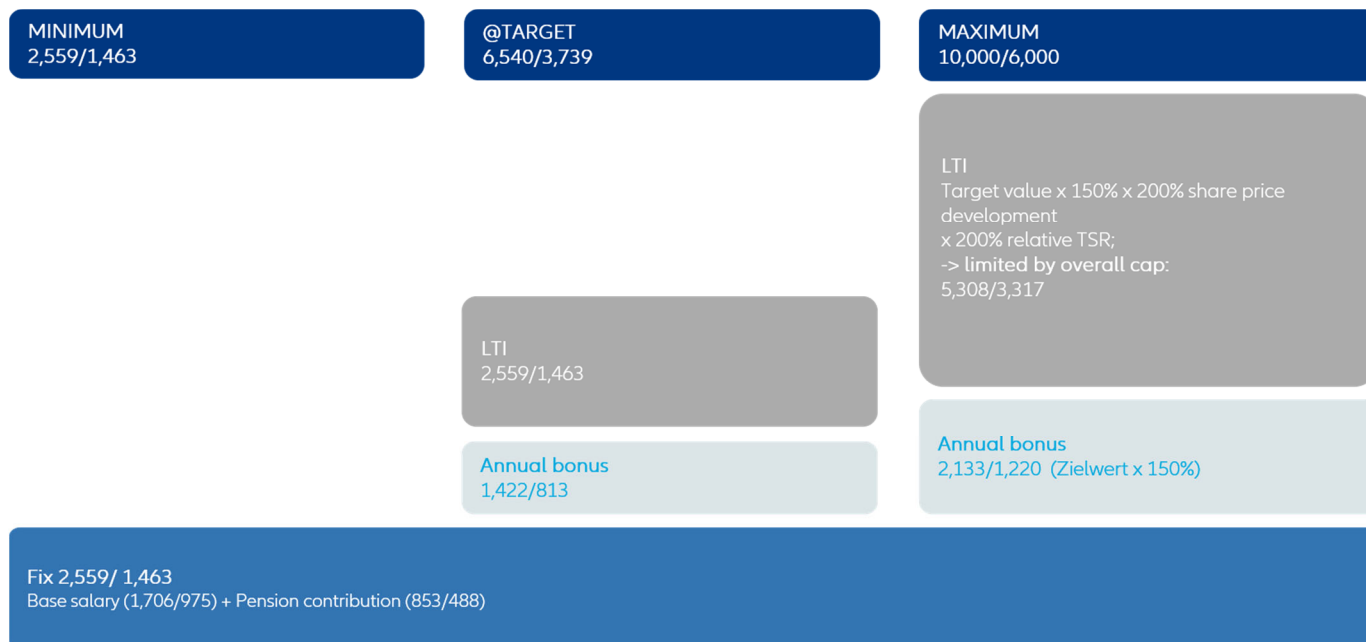 MINIMUM
2,559/1,463
@TARGET
6,540/3,739
MAXIMUM
10,000/6,000
LTI
Target value x 150% x 200% share price
development
x 200% relative TSR;
-> limited by overall cap:
5,308/3,317
LTI
2,559/1,463
Annual bonus
1,422/813
Annual bonus
2,133/1,220 (Zielwert x 150%)
Fix 2,559/ 1,463
Base salary (1,706/975) + Pension contribution (853/488)